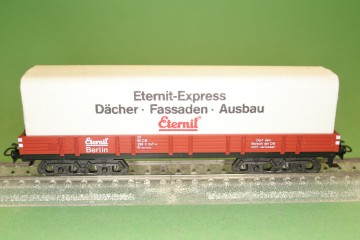 Eternit-Express
Dächer · Fassaden · Ausbau
Eternit
Eternit
Berlin